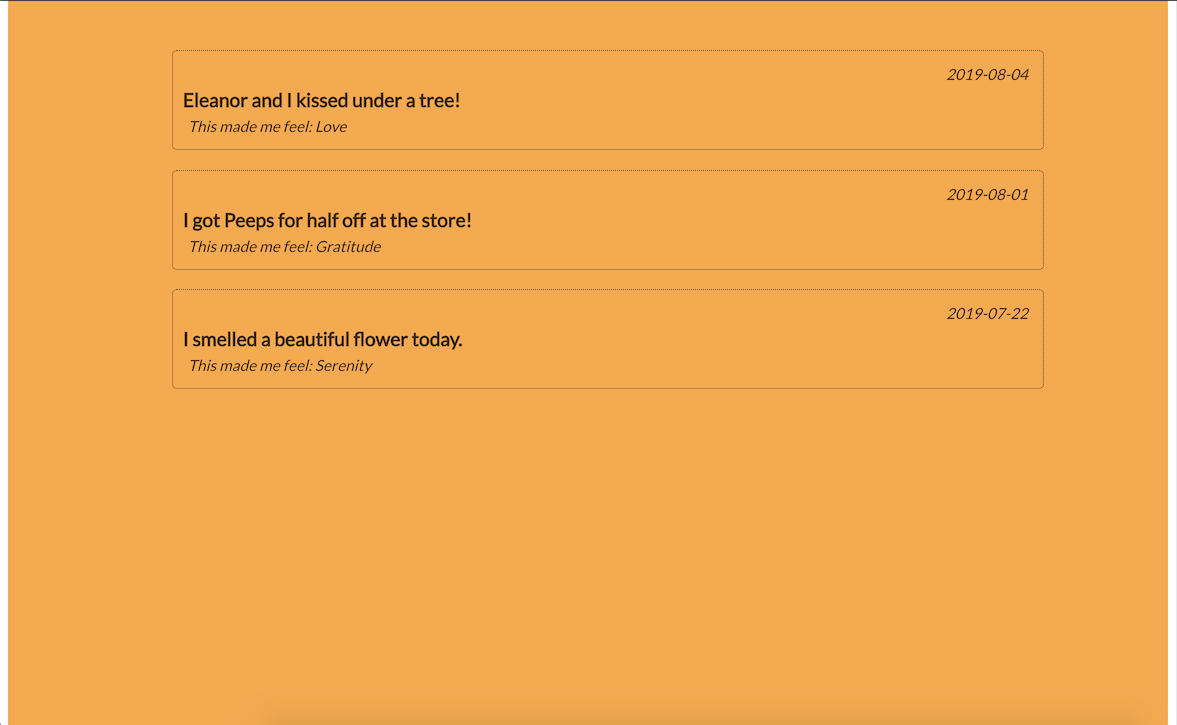 2019-08-04
Eleanor and I kissed under a tree!
This made me feel: Love
2019-08-01
I got Peeps for half off at the store!
This made me feel: Gratitude
2019-07-22
I smelled a beautiful flower today.
This made me feel: Serenity